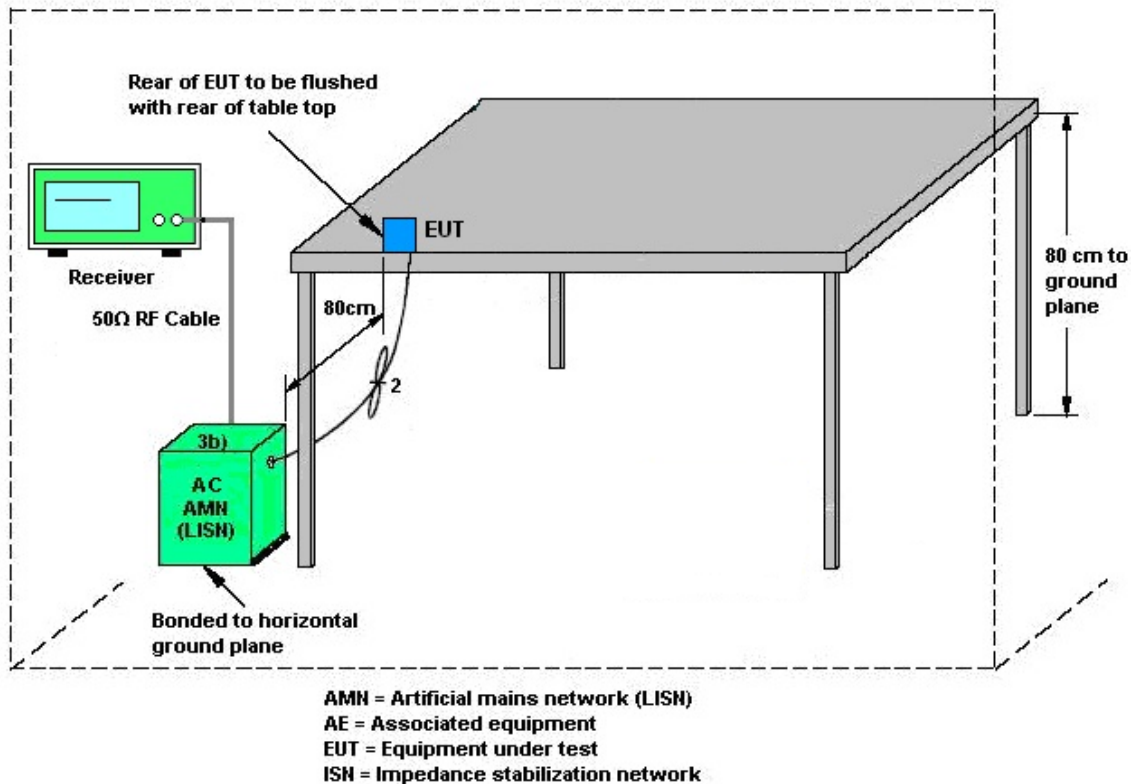 Rear of EUT to be flushed
with rear of table top
EUT
Receiver
80cm
80 cm to
ground
plane
50Ω RF Cable
2
3b)
AC
AMN
(LISN)
Bonded to horizontal
ground plane
AMN = Artificial mains network (LISN)
AE = Associated equipment
EUT = Equipment under test
ISN = Impedance stabilization network